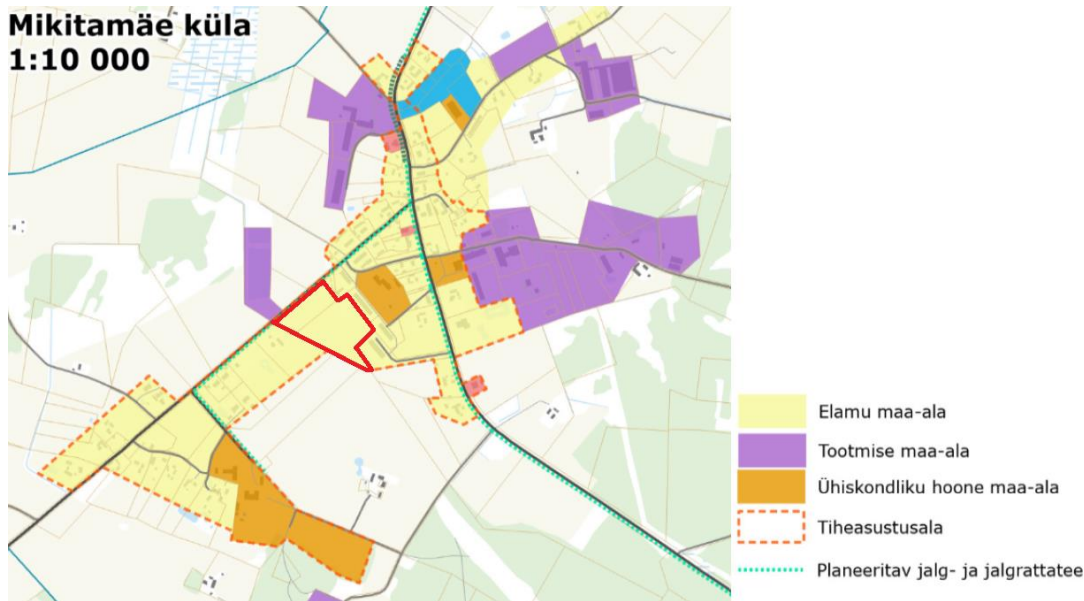 Mikitamäe küla
1:10 000
Elamu maa-ala
Tootmise maa-ala
Ühiskondliku hoone maa-ala
Tiheasustusala
Planeeritav jalg- ja jalgrattatee